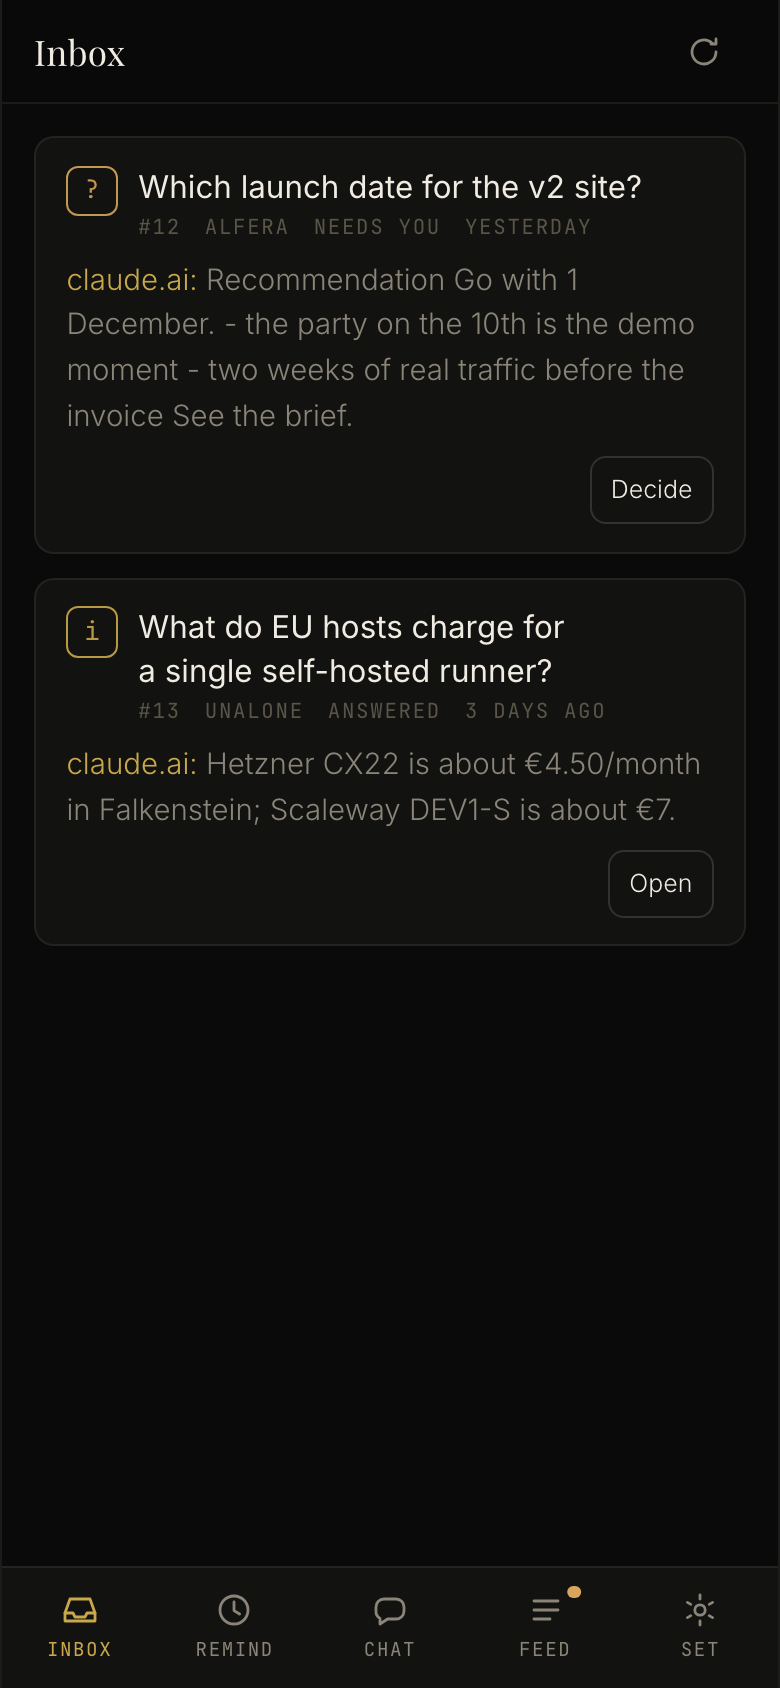 Inbox
?
Which launch date for the v2 site?
#12 ALFERA NEEDS YOU YESTERDAY
claude.ai: Recommendation Go with 1
December. - the party on the 10th is the demo
moment - two weeks of real traffic before the
invoice See the brief.
Decide
i
What do EU hosts charge for
a single self-hosted runner?
#13 UNALONE ANSWERED 3 DAYS AGO
claude.ai: Hetzner CX22 is about €4.50/month
in Falkenstein; Scaleway DEV1-S is about €7.
Open
INBOX REMIND CHAT FEED SET